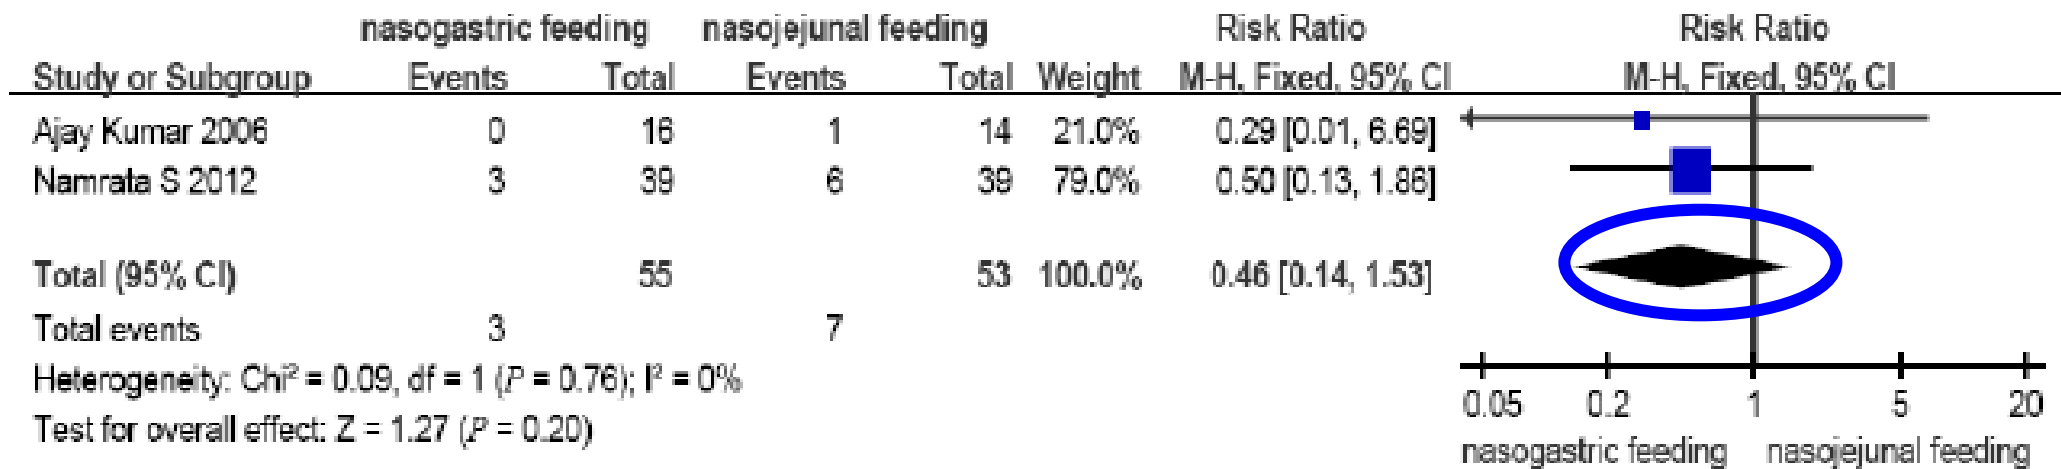 nasogastric feeding nasojejunal feeding Risk Ratio Risk Ratio
Study or Subgroup Events Total Events Total Weight M-H, Fixed, 95% CI M-H, Fixed, 95% CI
Ajay Kumar 2006 0 16 1 14 21.0% 0.29 [0.01, 6.69]
Namrata S 2012 3 39 6 39 79.0% 0.50 [0.13, 1.86]
Total (95% CI) 55 53 100.0% 0.46 [0.14, 1.53]
Total events 3 7
Heterogeneity: Chi² = 0.09, df = 1 (P = 0.76); I² = 0%
Test for overall effect: Z = 1.27 (P = 0.20)
0.05 0.2 1 5 20
nasogastric feeding nasojejunal feeding